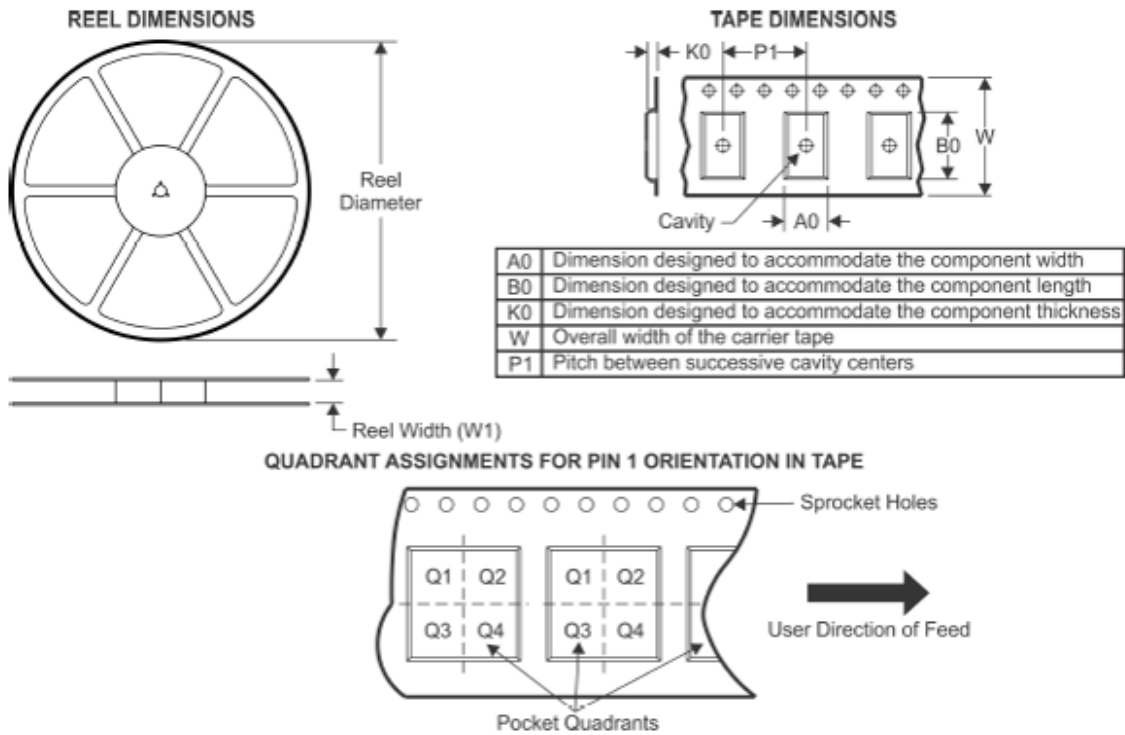 REEL DIMENSIONS
Reel
Diameter
Reel Width (W1)
TAPE DIMENSIONS
K0
P1
W
B0
Cavity
A0
A0 Dimension designed to accommodate the component width
B0 Dimension designed to accommodate the component length
K0 Dimension designed to accommodate the component thickness
W Overall width of the carrier tape
P1 Pitch between successive cavity centers
QUADRANT ASSIGNMENTS FOR PIN 1 ORIENTATION IN TAPE
Sprocket Holes
Q1 Q2 Q1 Q2
Q3 Q4 Q3 Q4
User Direction of Feed
Pocket Quadrants